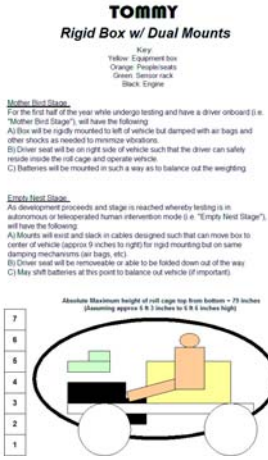 TOMMY
Rigid Box w/ Dual Mounts
Key
Yellow: Equipment box
Orange: People/seats
Green: Sensor rack
Black: Engine
Mother Bird Stage
For the first half of the year while undergo testing and have a driver onboard (i.e.
"Mother Bird Stage"), will have the following:
A) Box will be rigidly mounted to left of vehicle but damped with air bags and
other shocks as needed to minimize vibrations.
B) Driver seat will be on right side of vehicle such that the driver can safely
reside inside the roll cage and operate vehicle.
C) Batteries will be mounted in such a way as to balance out the weighting.
Empty Nest Stage
As development proceeds and stage is reached whereby testing is in
autonomous or teleoperated human intervention mode (i.e. "Empty Nest Stage"),
will have the following:
A) Mounts will exist and slack in cables designed such that can move box to
center of vehicle (approx 9 inches to right) for rigid mounting but on same
damping mechanisms (air bags, etc).
B) Driver seat will be removeable or able to be folded down out of the way
C) May shift batteries at this point to balance out vehicle (if important).
Absolute Maximum height of roll cage top from bottom = 79 inches
(Assuming approx 6 ft 3 inches to 6 ft 6 inches high)
7
6
5
4
3
2
1